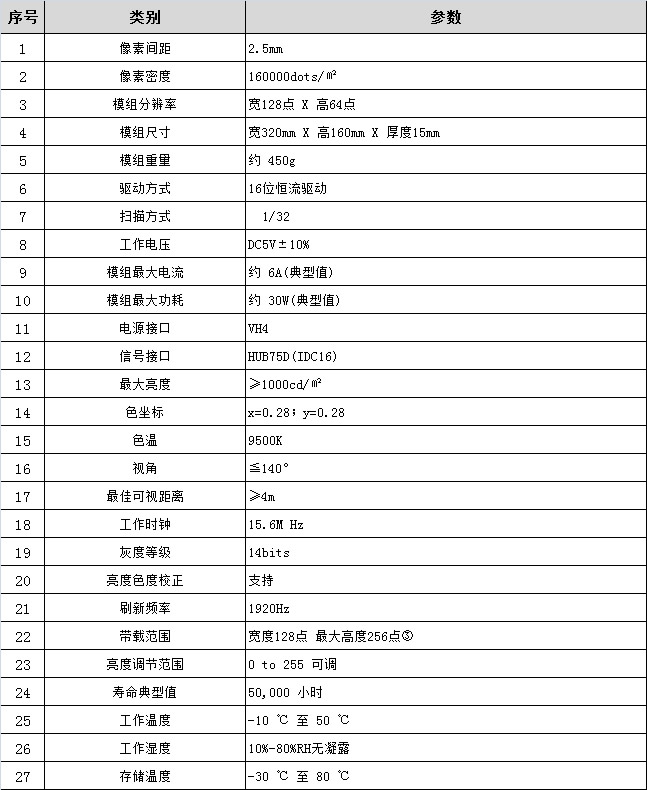 序号 类别 参数
1 像素间距 2.5mm
2 像素密度 160000dots/㎡
3 模组分辨率 宽128点 X 高64点
4 模组尺寸 宽320mm X 高160mm X 厚度15mm
5 模组重量 约 450g
6 驱动方式 16位恒流驱动
7 扫描方式 1/32
8 工作电压 DC5V±10%
9 模组最大电流 约 6A(典型值)
10 模组最大功耗 约 30W(典型值)
11 电源接口 VH4
12 信号接口 HUB75D(IDC16)
13 最大亮度 ≥1000cd/㎡
14 色坐标 x=0.28；y=0.28
15 色温 9500K
16 视角 ≦140°
17 最佳可视距离 ≥4m
18 工作时钟 15.6M Hz
19 灰度等级 14bits
20 亮度色度校正 支持
21 刷新频率 1920Hz
22 带载范围 宽度128点 最大高度256点⑤
23 亮度调节范围 0 to 255 可调
24 寿命典型值 50,000 小时
25 工作温度 -10 ℃ 至 50 ℃
26 工作湿度 10%-80%RH无凝露
27 存储温度 -30 ℃ 至 80 ℃